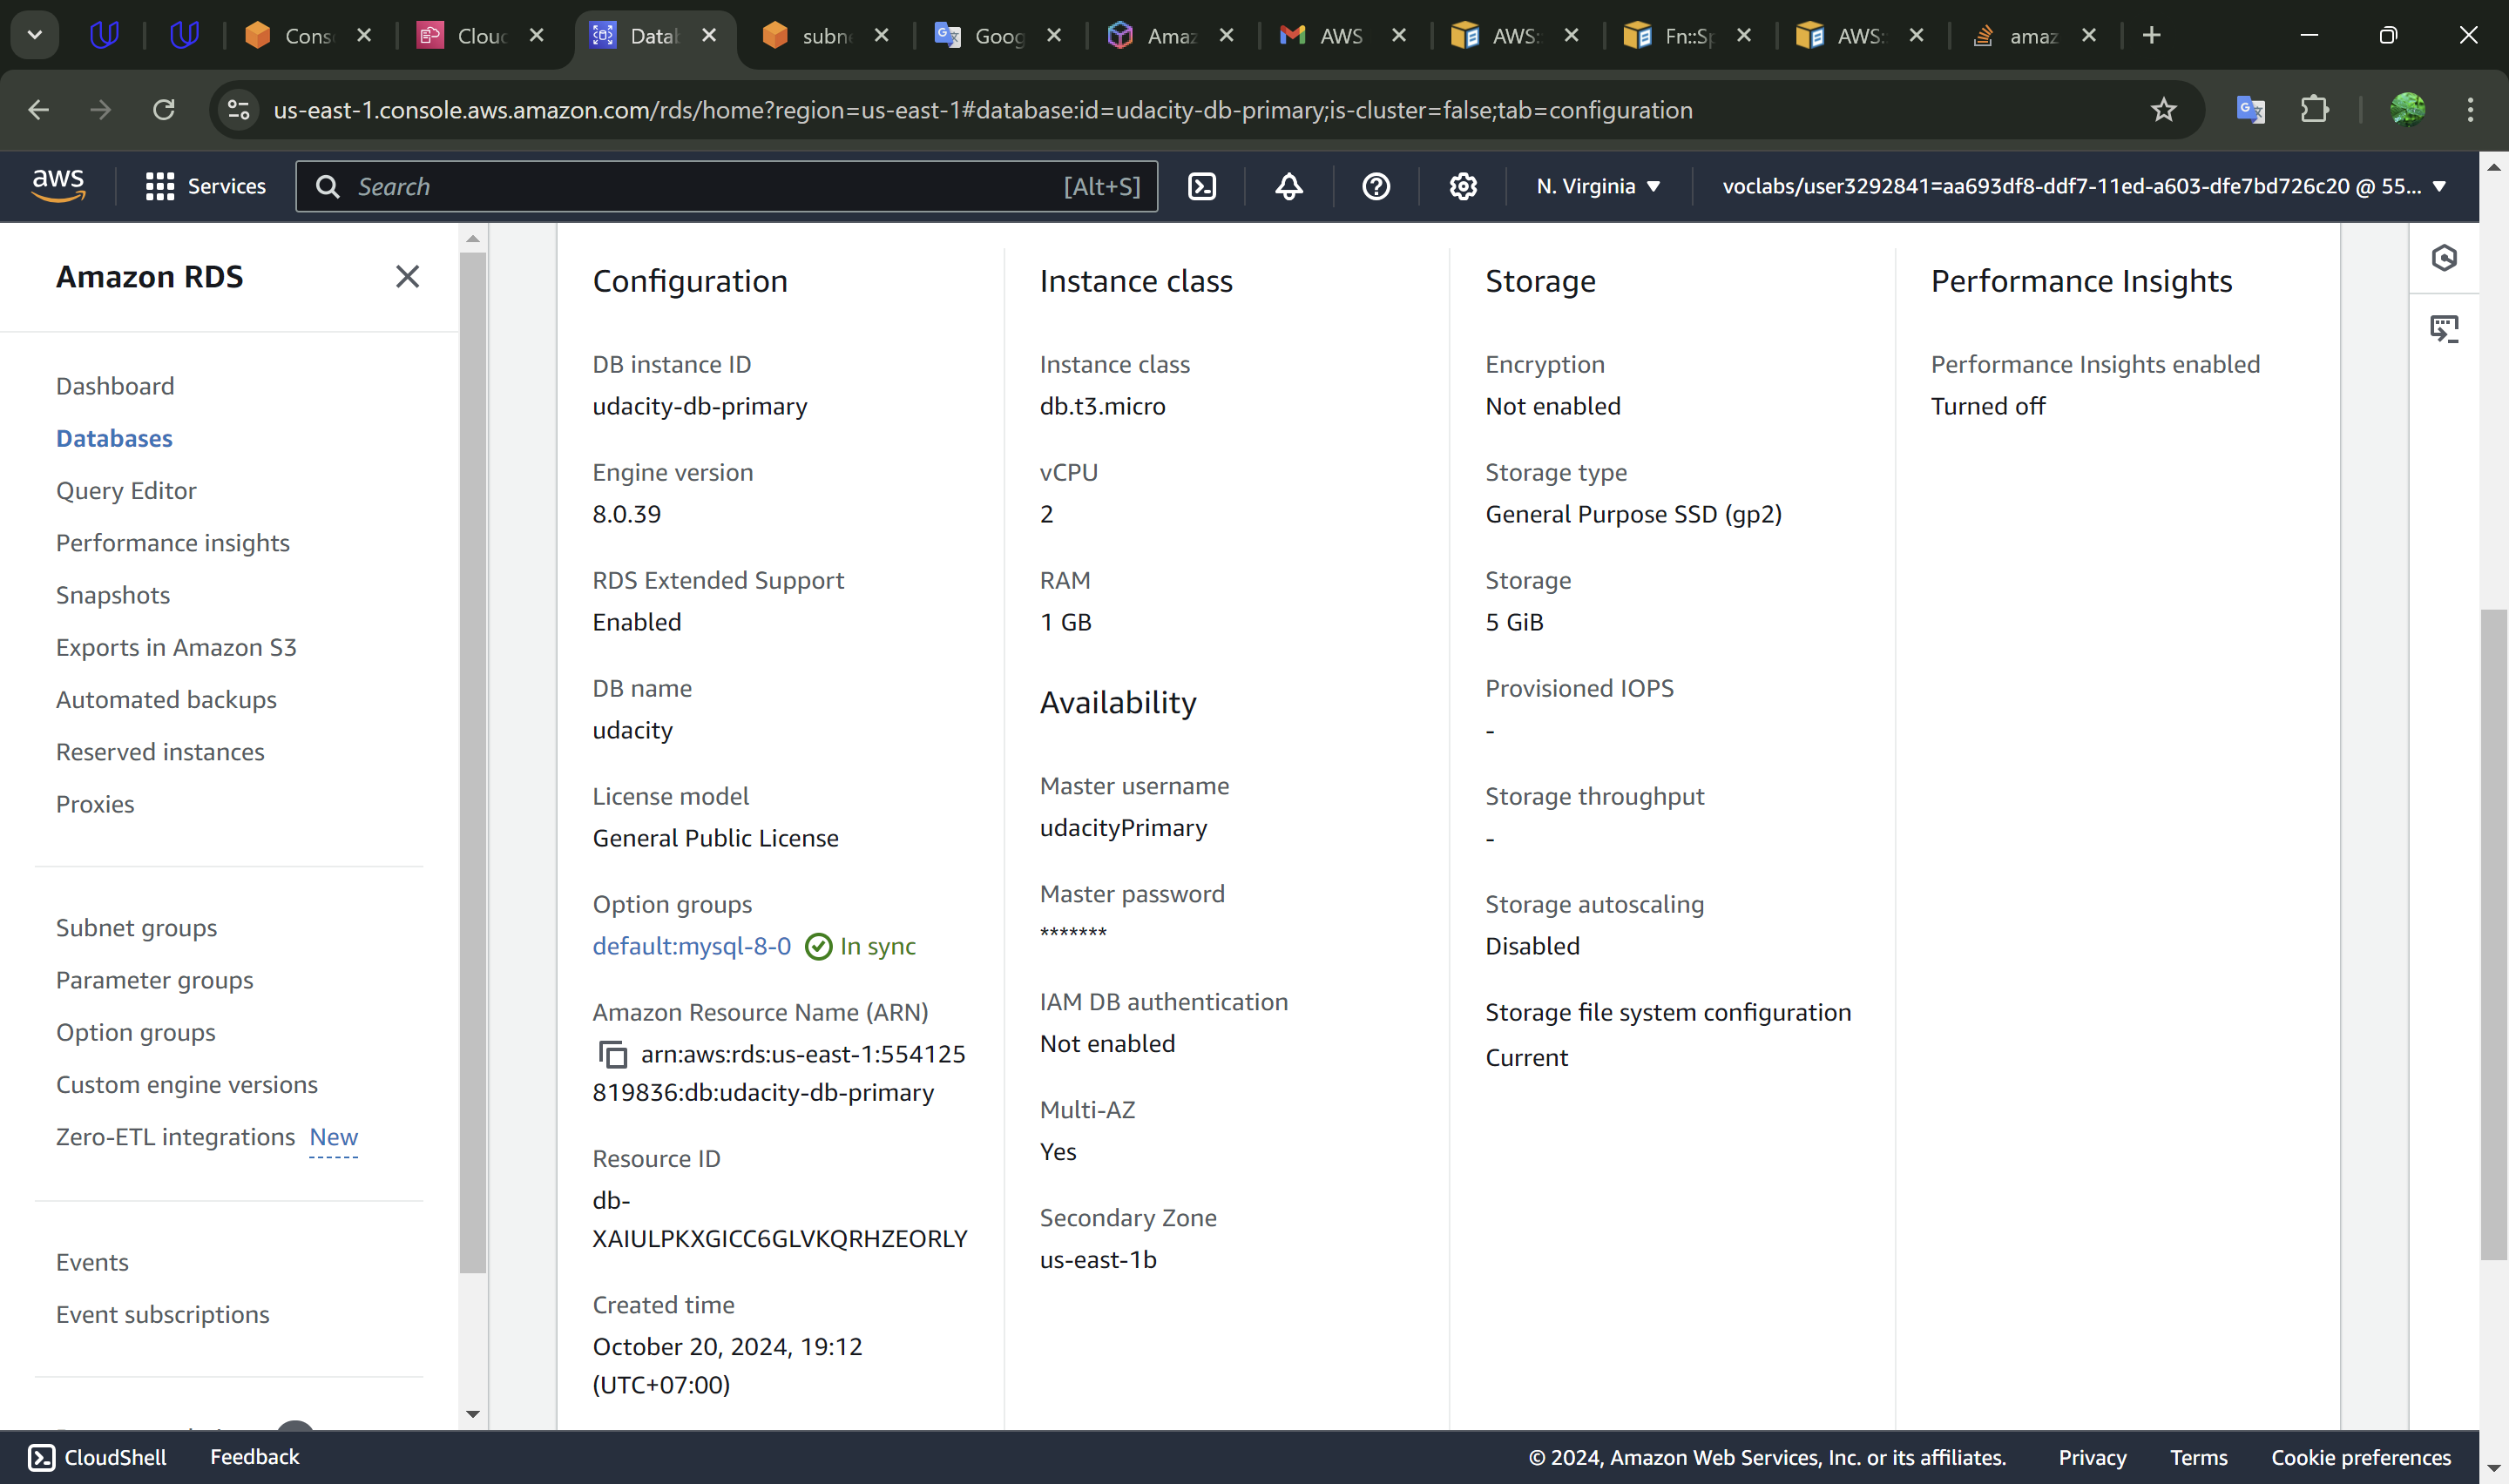 Cons
Clouc
Datal
subne
Goog
Amaz
AWS
AWS:
Fn::Sp
AWS:
amaz
us-east-1.console.aws.amazon.com/rds/home?region=us-east-1#database:id=udacity-db-primary;is-cluster=false;tab=configuration
aws
Services
Search
[Alt+S]
N. Virginia
voclabs/user3292841=aa693df8-ddf7-11ed-a603-dfe7bd726c20 @ 55...
Amazon RDS
Dashboard
Databases
Query Editor
Performance insights
Snapshots
Exports in Amazon S3
Automated backups
Reserved instances
Proxies
Subnet groups
Parameter groups
Option groups
Custom engine versions
Zero-ETL integrations New
Events
Event subscriptions
Configuration
DB instance ID
udacity-db-primary
Engine version
8.0.39
RDS Extended Support
Enabled
DB name
udacity
License model
General Public License
Option groups
default:mysql-8-0 In sync
Amazon Resource Name (ARN)
arn:aws:rds:us-east-1:554125
819836:db:udacity-db-primary
Resource ID
db-
XAIULPKXGICC6GLVKQRHZEORLY
Created time
October 20, 2024, 19:12
(UTC+07:00)
Instance class
Instance class
db.t3.micro
vCPU
2
RAM
1 GB
Availability
Master username
udacityPrimary
Master password
*******
IAM DB authentication
Not enabled
Multi-AZ
Yes
Secondary Zone
us-east-1b
Storage
Encryption
Not enabled
Storage type
General Purpose SSD (gp2)
Storage
5 GiB
Provisioned IOPS
-
Storage throughput
-
Storage autoscaling
Disabled
Storage file system configuration
Current
Performance Insights
Performance Insights enabled
Turned off
CloudShell
Feedback
© 2024, Amazon Web Services, Inc. or its affiliates.
Privacy
Terms
Cookie preferences